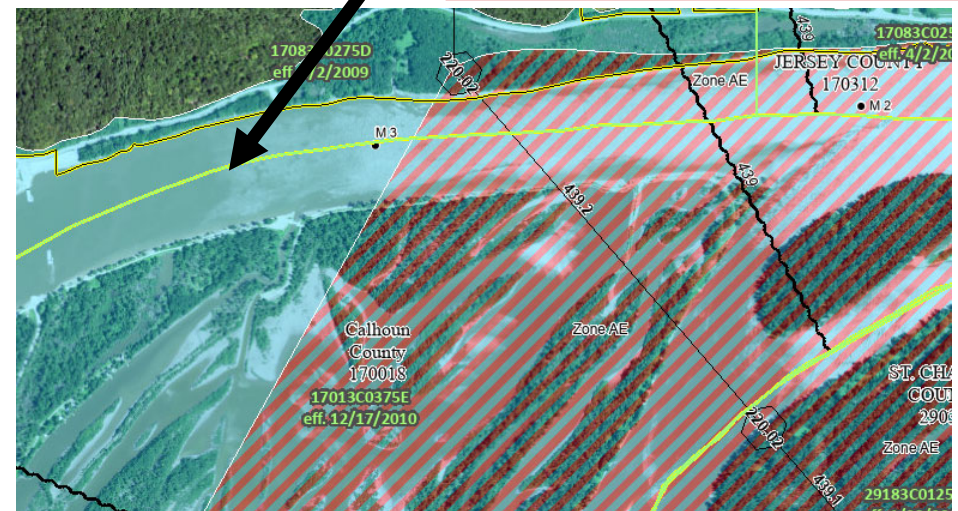 eff. 4/2/2009
220.02
439
JERSEY COUNTY
170312
Zone AE
M 2
M 3
439
439.2
Zone AE
Calhoun
County
170018
17013C0375E
eff. 12/17/2010
220.02
439.1
Zone AE
29183C0125